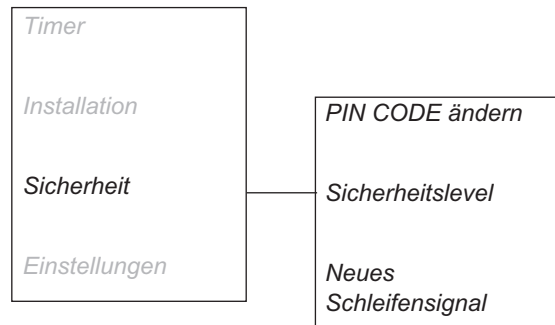 Timer
Installation
Sicherheit
Einstellungen
PIN CODE ändern
Sicherheitslevel
Neues
Schleifensignal